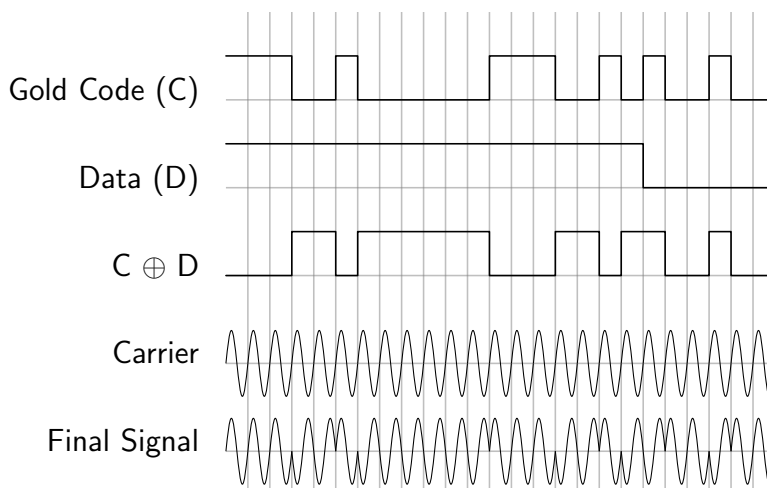 Gold Code (C)
Data (D)
C ⊕ D
Carrier
Final Signal